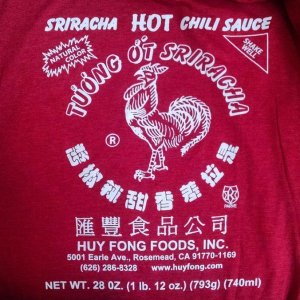 SRIRACHA HOT CHILI SAUCE
NATURAL COLOR
SHAKE WELL
TƯƠNG ỚT SRIRACHA
®
醬椒辣甜香差拉是
匯豐食品公司
HUY FONG FOODS, INC.
5001 Earle Ave., Rosemead, CA 91770-1169
(626) 286-8328 www.huyfong.com
NET WT. 28 OZ. (1 lb. 12 oz.) (793g) (740ml)